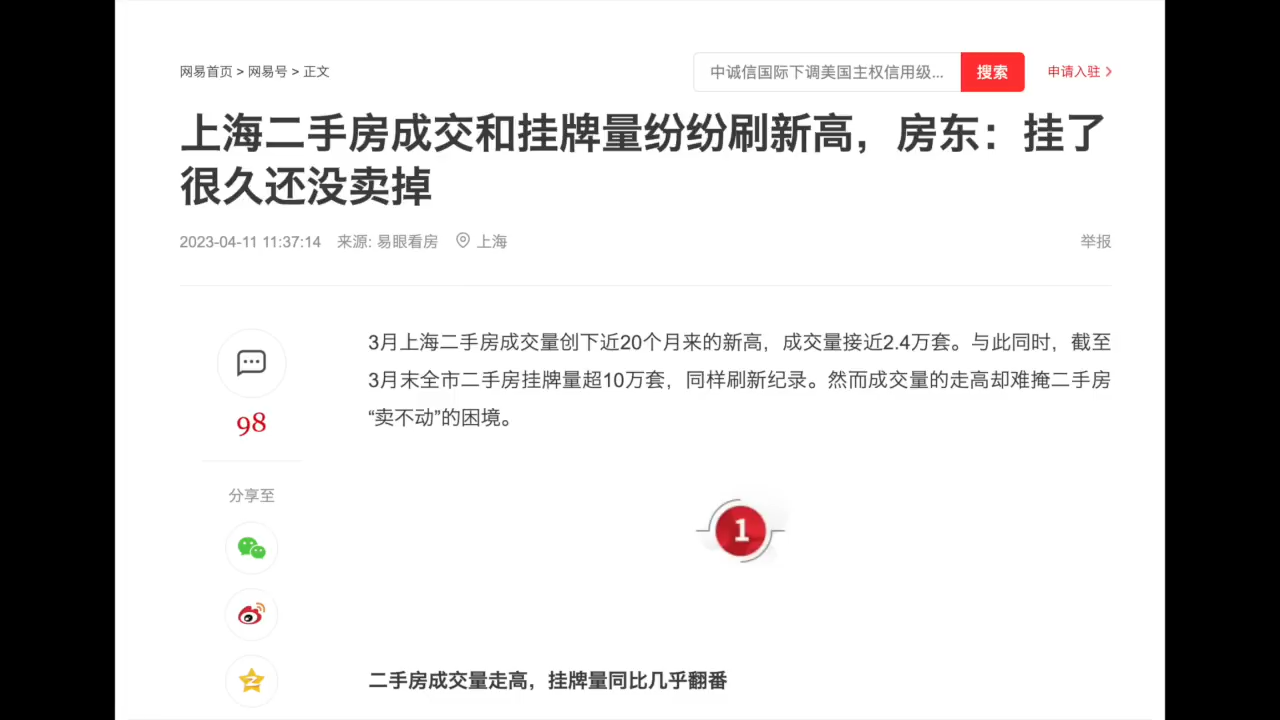 网易首页 > 网易号 > 正文
中诚信国际下调美国主权信用级...
搜索
申请入驻 >
上海二手房成交和挂牌量纷纷刷新高，房东：挂了
很久还没卖掉
2023-04-11 11:37:14 来源: 易眼看房 上海
举报
3月上海二手房成交量创下近20个月来的新高，成交量接近2.4万套。与此同时，截至
3月末全市二手房挂牌量超10万套，同样刷新纪录。然而成交量的走高却难掩二手房
“卖不动”的困境。
98
分享至
1
二手房成交量走高，挂牌量同比几乎翻番